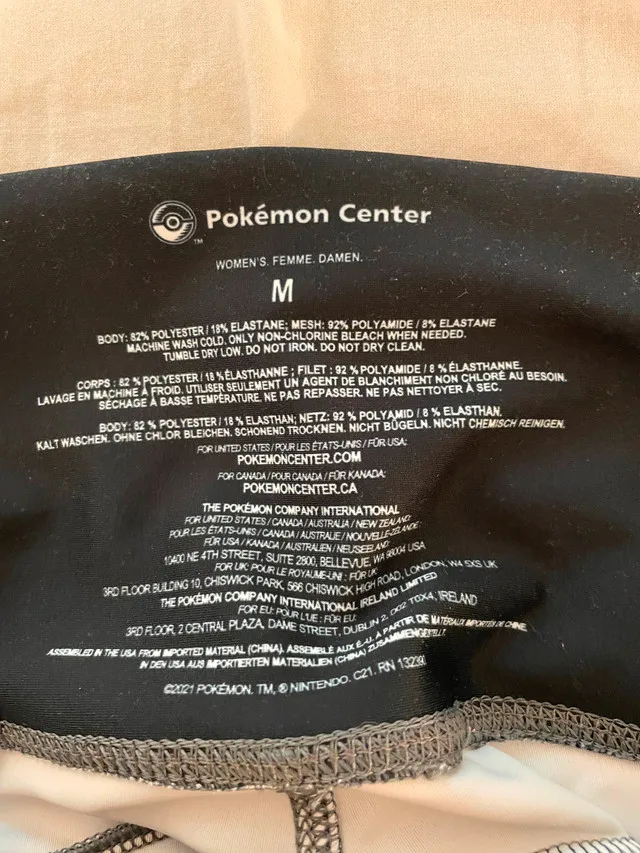 Pokémon Center
TM
WOMEN'S. FEMME. DAMEN.
M
BODY: 82% POLYESTER / 18% ELASTANE; MESH: 92% POLYAMIDE / 8% ELASTANE
MACHINE WASH COLD. ONLY NON-CHLORINE BLEACH WHEN NEEDED.
TUMBLE DRY LOW. DO NOT IRON. DO NOT DRY CLEAN.
CORPS : 82 % POLYESTER / 18 % ÉLASTHANNE ; FILET : 92 % POLYAMIDE / 8 % ÉLASTHANNE.
LAVAGE EN MACHINE À FROID. UTILISER SEULEMENT UN AGENT DE BLANCHIMENT NON CHLORÉ AU BESOIN.
SÉCHAGE À BASSE TEMPÉRATURE. NE PAS REPASSER. NE PAS NETTOYER À SEC.
BODY: 82 % POLYESTER / 18 % ELASTHAN; NETZ: 92 % POLYAMID / 8 % ELASTHAN.
KALT WASCHEN. OHNE CHLOR BLEICHEN. SCHONEND TROCKNEN. NICHT BÜGELN. NICHT CHEMISCH REINIGEN.
FOR UNITED STATES / POUR LES ÉTATS-UNIS / FÜR USA:
POKEMONCENTER.COM
FOR CANADA / POUR CANADA / FÜR KANADA:
POKEMONCENTER.CA
THE POKÉMON COMPANY INTERNATIONAL
FOR UNITED STATES / CANADA / AUSTRALIA / NEW ZEALAND:
POUR LES ÉTATS-UNIS / CANADA / AUSTRALIE / NOUVELLE-ZÉLANDE :
FÜR USA / KANADA / AUSTRALIEN / NEUSEELAND:
10400 NE 4TH STREET, SUITE 2800, BELLEVUE, WA 98004 USA
FOR UK: POUR LE ROYAUME-UNI : FÜR UK:
3RD FLOOR BUILDING 10, CHISWICK PARK, 566 CHISWICK HIGH ROAD, LONDON, W4 5XS UK
THE POKÉMON COMPANY INTERNATIONAL IRELAND LIMITED
FOR EU: POUR L'UE : FÜR EU:
3RD FLOOR, 2 CENTRAL PLAZA, DAME STREET, DUBLIN 2, D02 T0X4, IRELAND
ASSEMBLED IN THE USA FROM IMPORTED MATERIAL (CHINA). ASSEMBLÉ AUX É.-U. À PARTIR DE MATÉRIAUX IMPORTÉS DE CHINE
IN DEN USA AUS IMPORTIERTEN MATERIALIEN (CHINA) ZUSAMMENGESTELLT.
©2021 POKÉMON. TM, ® NINTENDO. C21. RN 132390